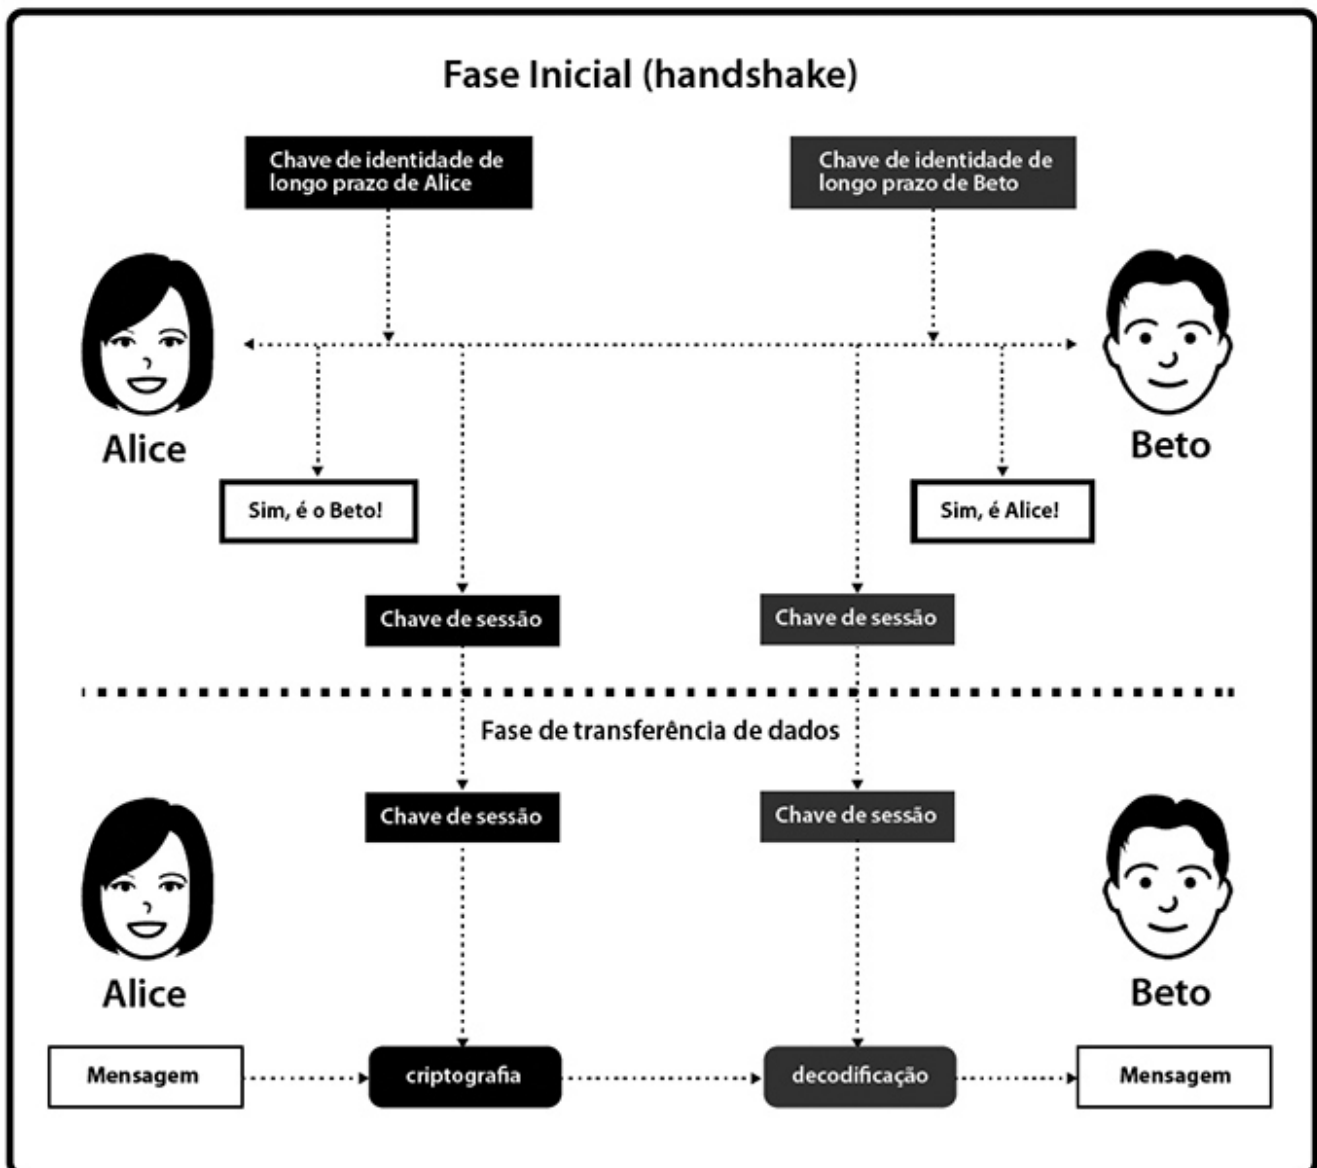 Fase Inicial (handshake)
Chave de identidade de
longo prazo de Alice
Chave de identidade de
longo prazo de Beto
Alice
Beto
Sim, é o Beto!
Sim, é Alice!
Chave de sessão
Chave de sessão
Fase de transferência de dados
Chave de sessão
Chave de sessão
Alice
Beto
Mensagem
criptografia
decodificação
Mensagem